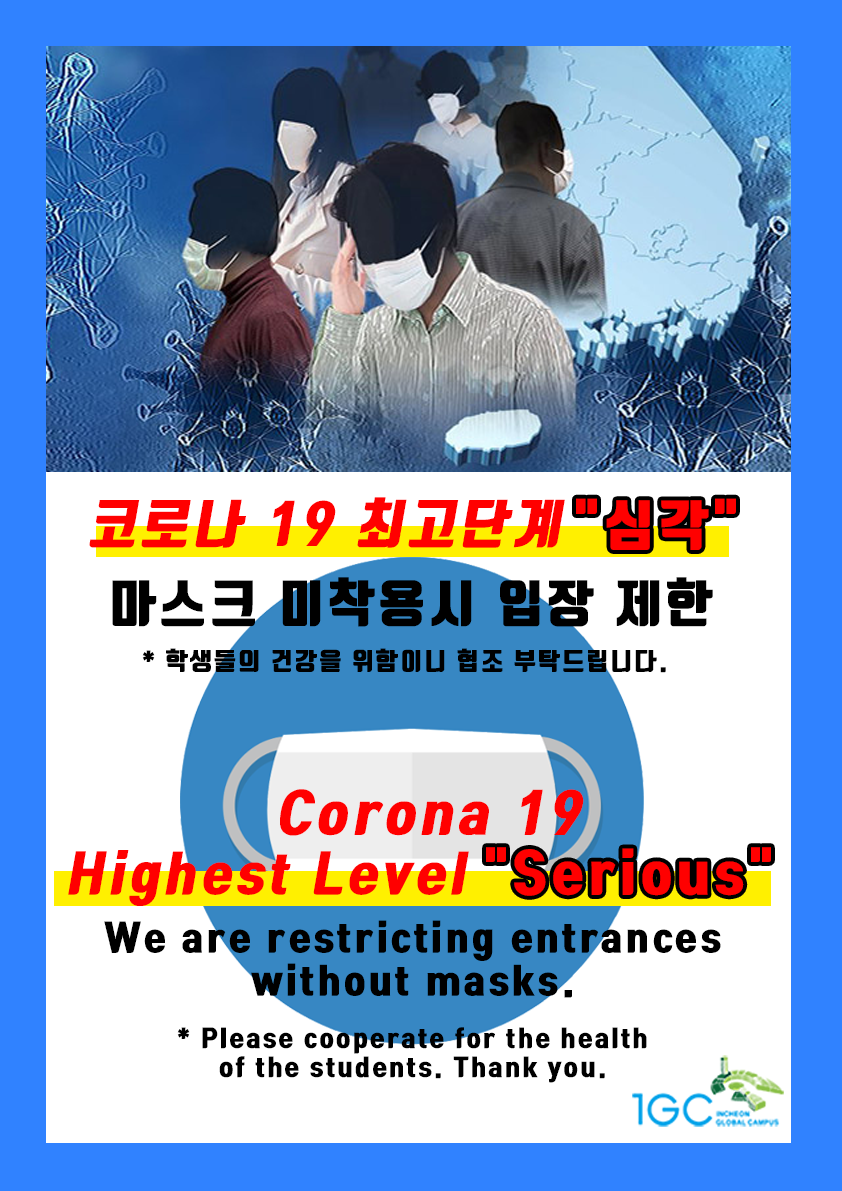 코로나 19 최고단계 "심각"
마스크 미착용시 입장 제한
* 학생들의 건강을 위함이니 협조 부탁드립니다.
Corona 19
Highest Level "Serious"
We are restricting entrances
without masks.
* Please cooperate for the health
of the students. Thank you.
IGC INCHEON
GLOBAL CAMPUS